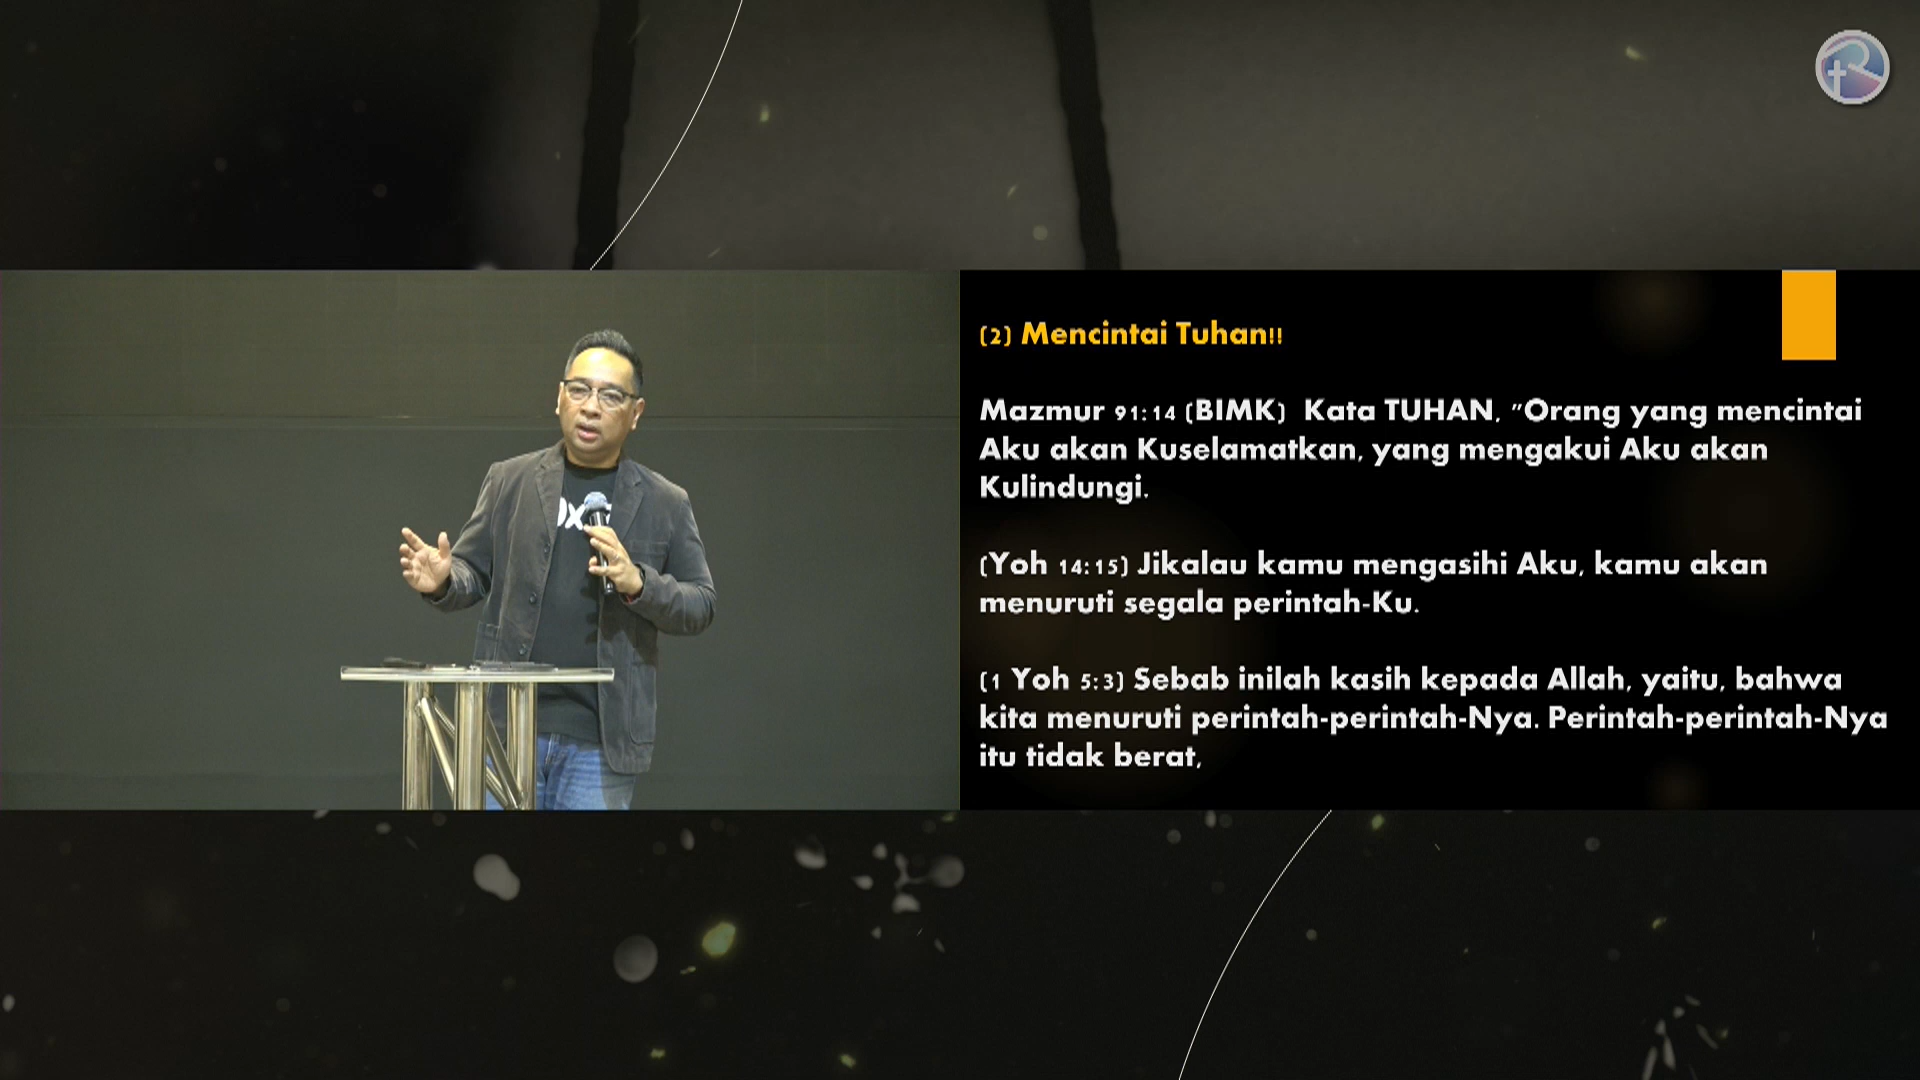 (2) Mencintai Tuhan!!
Mazmur 91:14 (BIMK)  Kata TUHAN, "Orang yang mencintai
Aku akan Kuselamatkan, yang mengakui Aku akan
Kulindungi.
(Yoh 14:15) Jikalau kamu mengasihi Aku, kamu akan
menuruti segala perintah-Ku.
(1 Yoh 5:3) Sebab inilah kasih kepada Allah, yaitu, bahwa
kita menuruti perintah-perintah-Nya. Perintah-perintah-Nya
itu tidak berat,